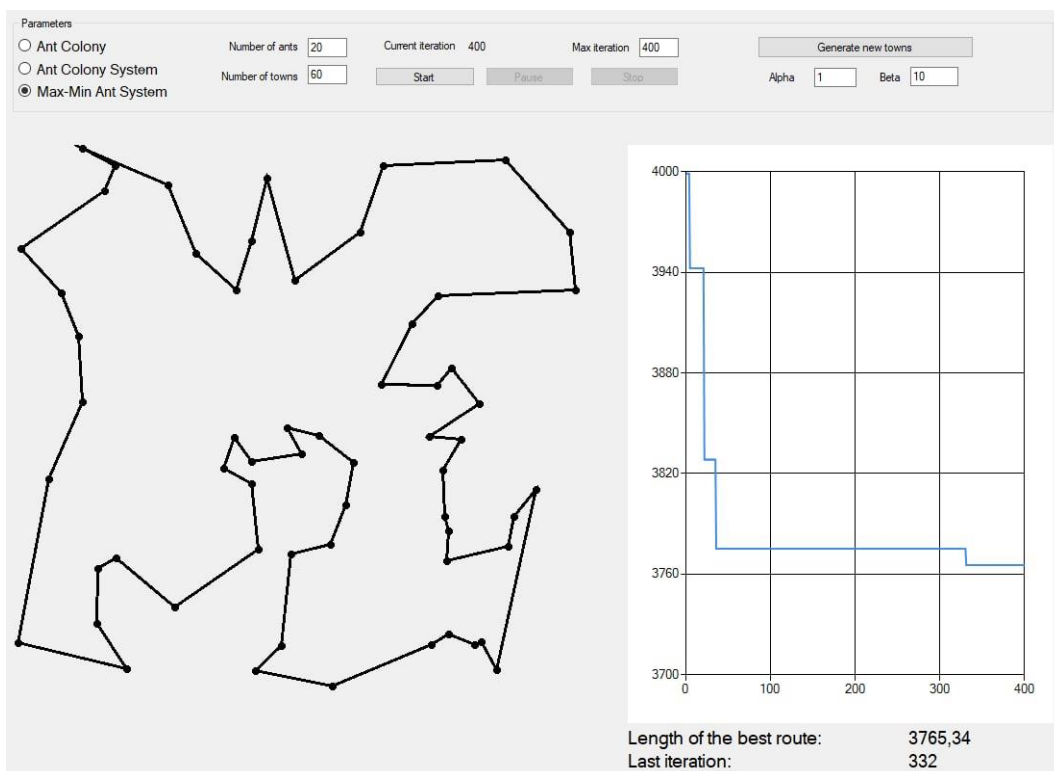 Parameters
Ant Colony
Number of ants 20 Current iteration 400 Max iteration 400 Generate new towns
Ant Colony System
Number of towns 60 Start Pause Stop Alpha 1 Beta 10
Max-Min Ant System
4000
3940
3880
3820
3760
3700
0 100 200 300 400
Length of the best route: 3765,34
Last iteration: 332